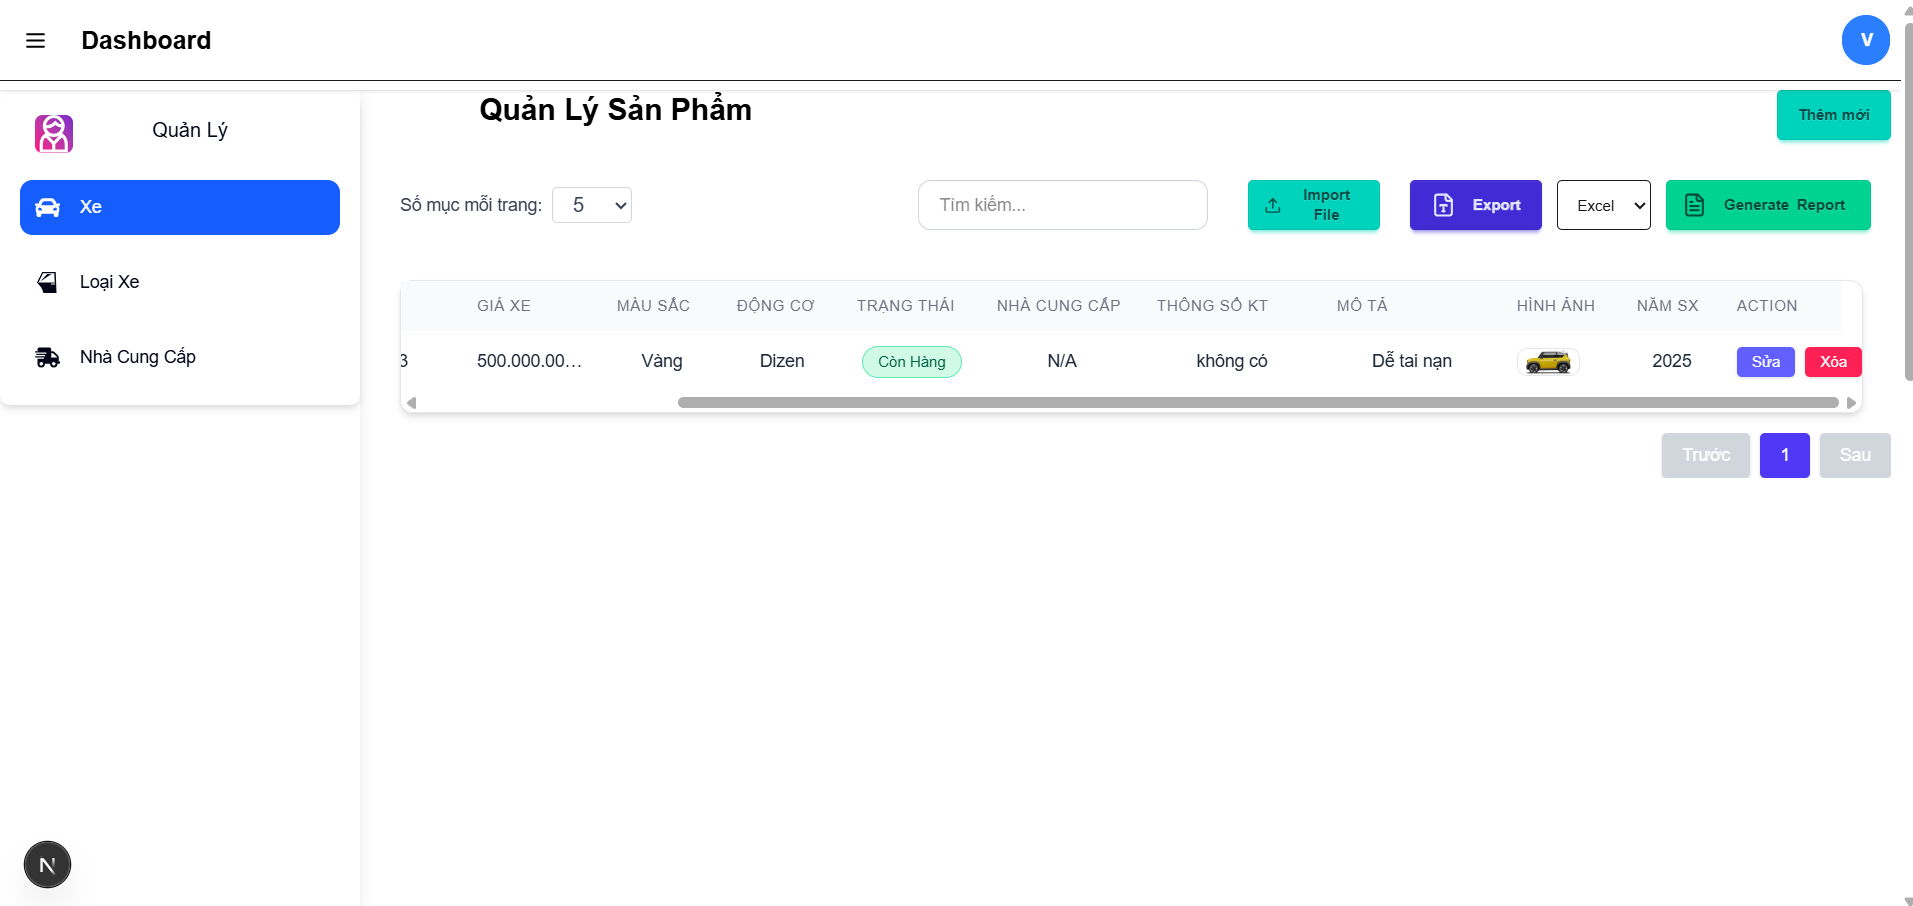 Dashboard
V
Quản Lý
Xe
Loại Xe
Nhà Cung Cấp
Quản Lý Sản Phẩm
Thêm mới
Số mục mỗi trang:
5
Tìm kiếm...
Import File
Export
Excel
Generate Report
GIÁ XE MÀU SẮC ĐỘNG CƠ TRẠNG THÁI NHÀ CUNG CẤP THÔNG SỐ KT MÔ TẢ HÌNH ẢNH NĂM SX ACTION
500.000.00... Vàng Dizen Còn Hàng N/A không có Dễ tai nạn 2025 Sửa Xóa
Trước 1 Sau
N